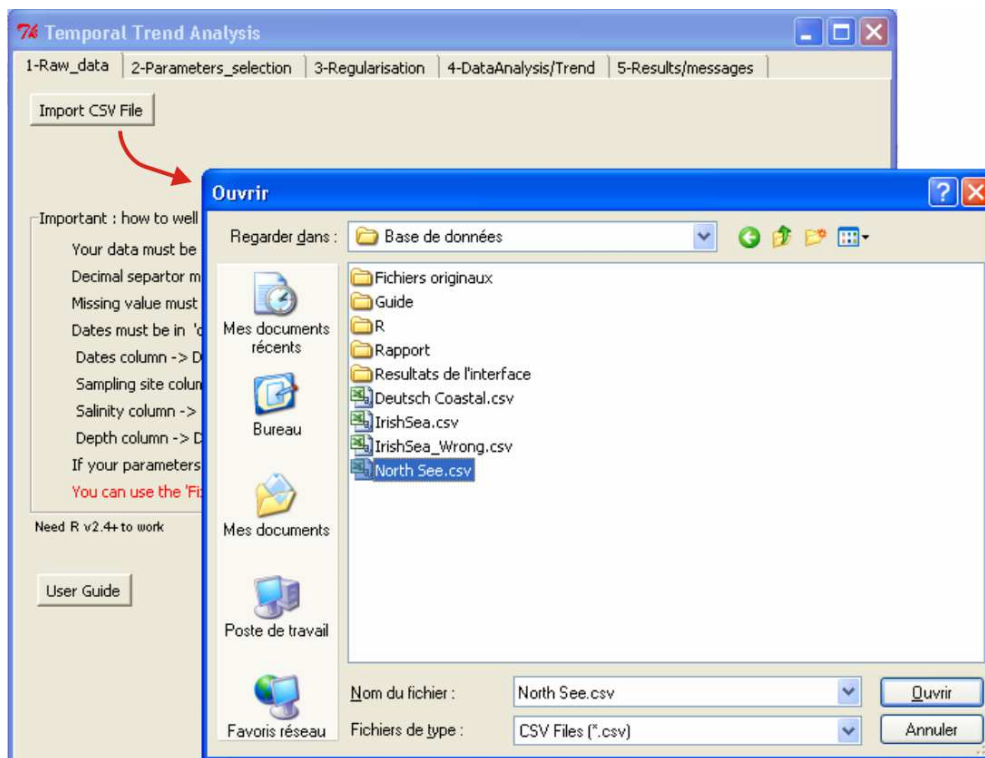 Temporal Trend Analysis
1-Raw_data
2-Parameters_selection
3-Regularisation
4-DataAnalysis/Trend
5-Results/messages
Import CSV File
Important : how to well
Your data must be
Decimal separtor m
Missing value must
Dates must be in 'd
Dates column -> D
Sampling site colum
Salinity column ->
Depth column -> D
If your parameters
You can use the 'Fi
Need R v2.4+ to work
User Guide
Ouvrir
Regarder dans :
Base de données
Mes documents
récents
Bureau
Mes documents
Poste de travail
Favoris réseau
Fichiers originaux
Guide
R
Rapport
Resultats de l'interface
Deutsch Coastal.csv
IrishSea.csv
IrishSea_Wrong.csv
North See.csv
Nom du fichier :
North See.csv
Ouvrir
Fichiers de type :
CSV Files (*.csv)
Annuler